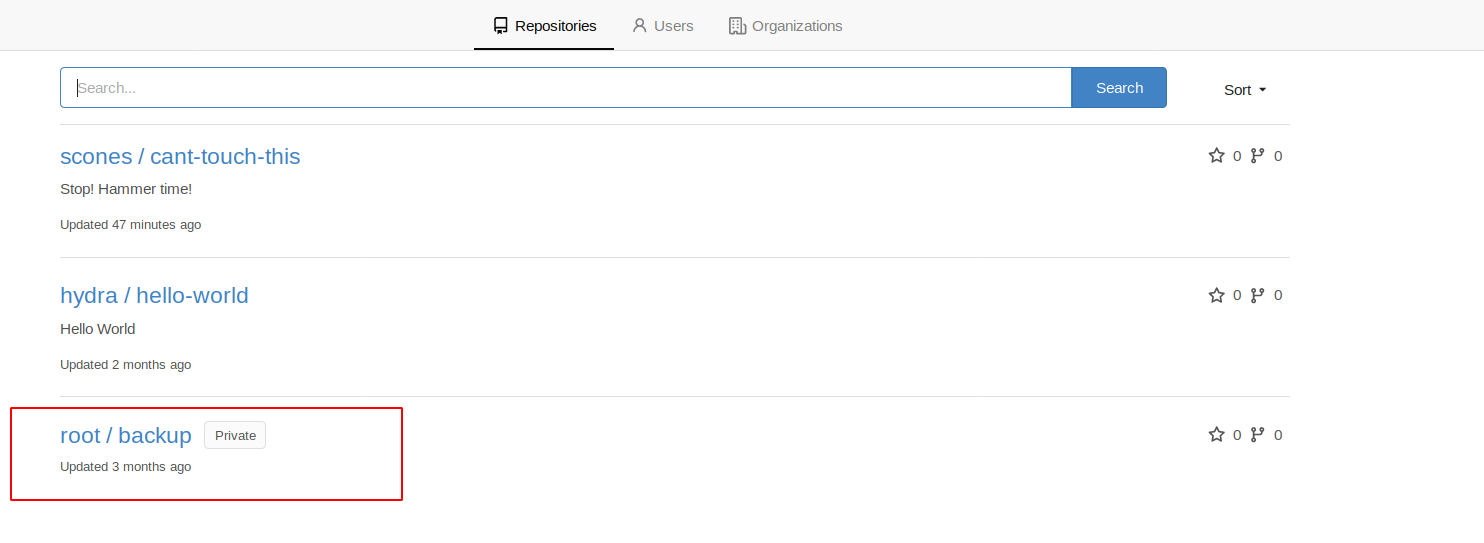 Repositories Users Organizations
Search... Search Sort
scones / cant-touch-this 0 0
Stop! Hammer time!
Updated 47 minutes ago
hydra / hello-world 0 0
Hello World
Updated 2 months ago
root / backup Private 0 0
Updated 3 months ago